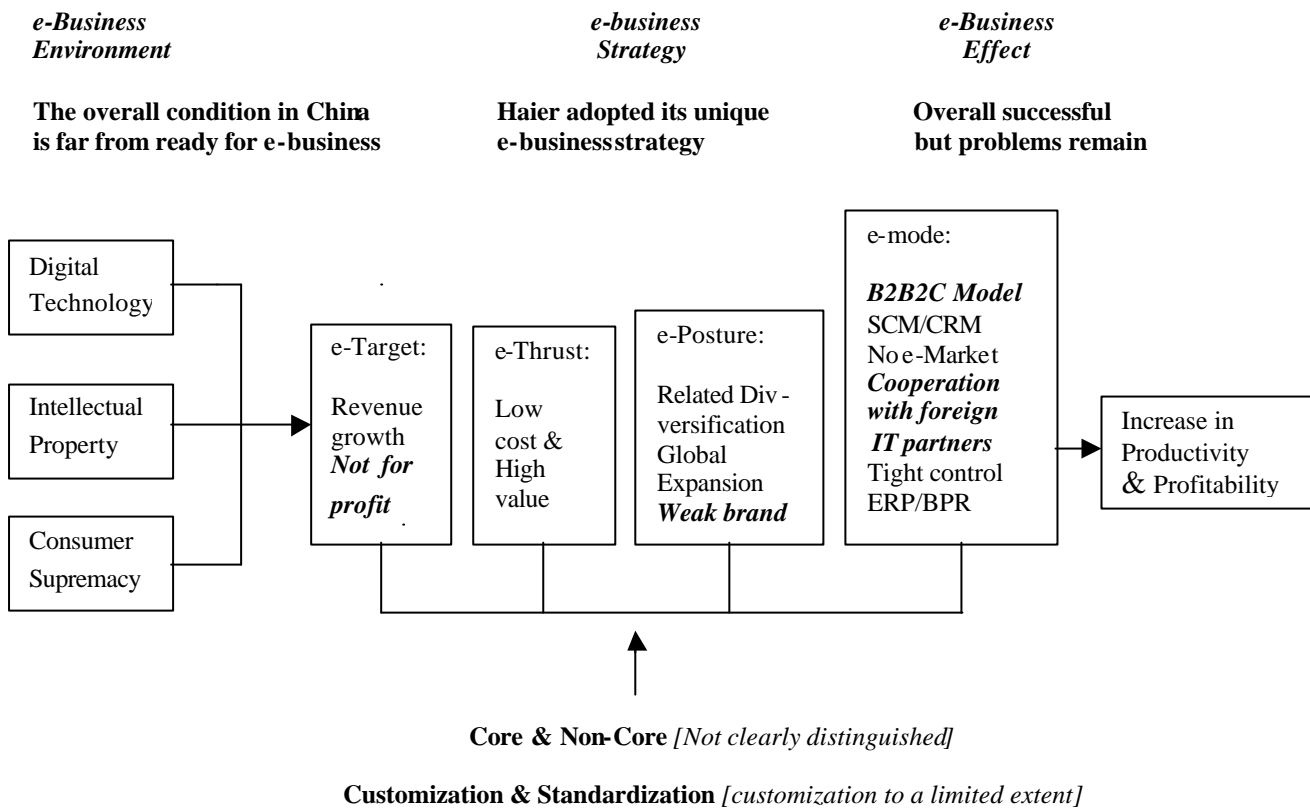 e-Business
Environment
e-business
Strategy
e-Business
Effect
The overall condition in China
is far from ready for e-business
Haier adopted its unique
e-business strategy
Overall successful
but problems remain
Digital
Technology
Intellectual
Property
Consumer
Supremacy
e-Target:
Revenue
growth
Not for
profit
e-Thrust:
Low
cost &
High
value
e-Posture:
Related Div-
versification
Global
Expansion
Weak brand
e-mode:
B2B2C Model
SCM/CRM
No e-Market
Cooperation
with foreign
IT partners
Tight control
ERP/BPR
Increase in
Productivity
& Profitability
Core & Non-Core [Not clearly distinguished]
Customization & Standardization [customization to a limited extent]